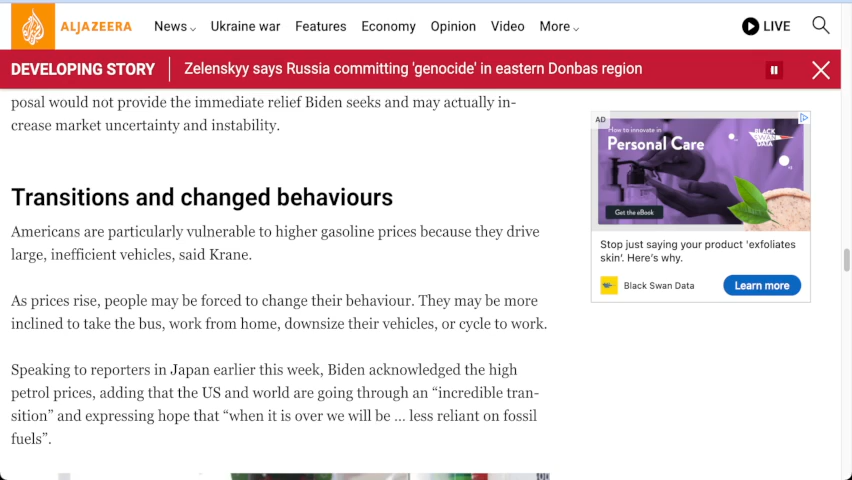 ALJAZEERA
News
Ukraine war
Features
Economy
Opinion
Video
More
LIVE
DEVELOPING STORY
Zelenskyy says Russia committing 'genocide' in eastern Donbas region
posal would not provide the immediate relief Biden seeks and may actually in-
crease market uncertainty and instability.
Transitions and changed behaviours
Americans are particularly vulnerable to higher gasoline prices because they drive
large, inefficient vehicles, said Krane.
As prices rise, people may be forced to change their behaviour. They may be more
inclined to take the bus, work from home, downsize their vehicles, or cycle to work.
Speaking to reporters in Japan earlier this week, Biden acknowledged the high
petrol prices, adding that the US and world are going through an “incredible tran-
sition” and expressing hope that “when it is over we will be ... less reliant on fossil
fuels”.
AD
How to innovate in
Personal Care
BLACK
SWAN
DATA
Get the eBook
Stop just saying your product 'exfoliates
skin'. Here's why.
Black Swan Data
Learn more